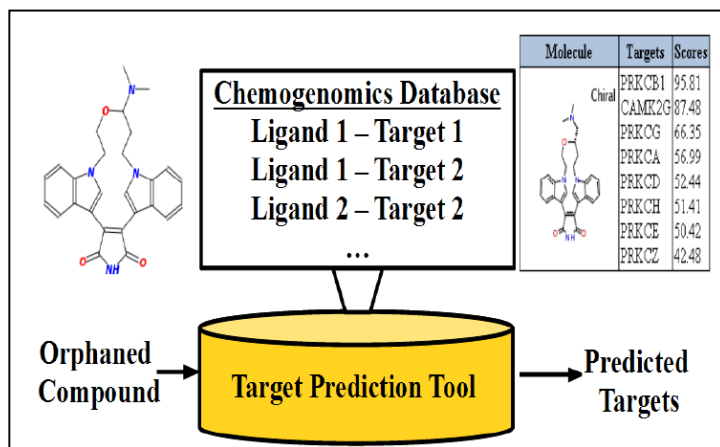 N
O
N
N
O
NH
O
Chemogenomics Database
Ligand 1 – Target 1
Ligand 1 – Target 2
Ligand 2 – Target 2
...
Molecule Targets Scores
Chiral
PRKCB1 95.81
CAMK2G 87.48
PRKCG 66.35
PRKCA 56.99
PRKCD 52.44
PRKCH 51.41
PRKCE 50.42
PRKCZ 42.48
N
O
N
N
O
NH
O
Orphaned
Compound
Target Prediction Tool
Predicted
Targets